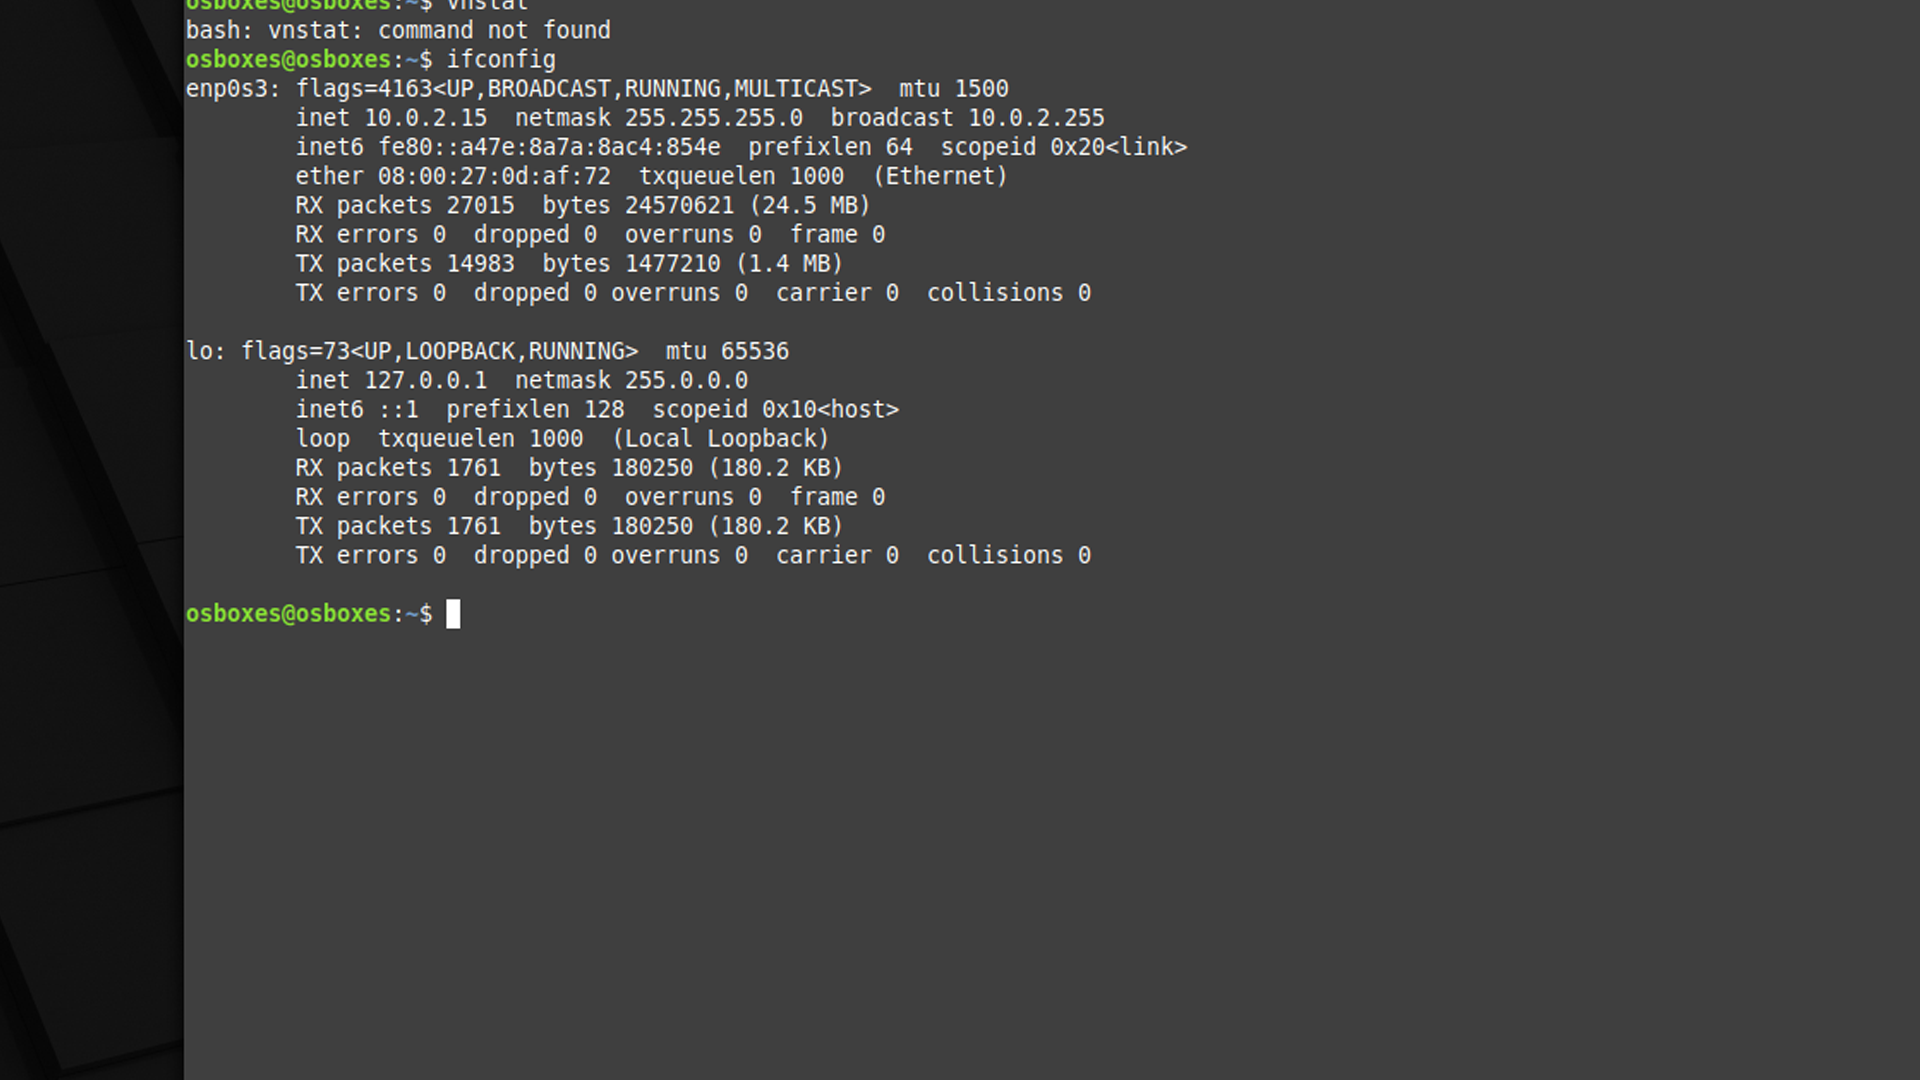 osboxes@osboxes:~$ vnstat
bash: vnstat: command not found
osboxes@osboxes:~$ ifconfig
enp0s3: flags=4163<UP,BROADCAST,RUNNING,MULTICAST>  mtu 1500
        inet 10.0.2.15  netmask 255.255.255.0  broadcast 10.0.2.255
        inet6 fe80::a47e:8a7a:8ac4:854e  prefixlen 64  scopeid 0x20<link>
        ether 08:00:27:0d:af:72  txqueuelen 1000  (Ethernet)
        RX packets 27015  bytes 24570621 (24.5 MB)
        RX errors 0  dropped 0  overruns 0  frame 0
        TX packets 14983  bytes 1477210 (1.4 MB)
        TX errors 0  dropped 0 overruns 0  carrier 0  collisions 0

lo: flags=73<UP,LOOPBACK,RUNNING>  mtu 65536
        inet 127.0.0.1  netmask 255.0.0.0
        inet6 ::1  prefixlen 128  scopeid 0x10<host>
        loop  txqueuelen 1000  (Local Loopback)
        RX packets 1761  bytes 180250 (180.2 KB)
        RX errors 0  dropped 0  overruns 0  frame 0
        TX packets 1761  bytes 180250 (180.2 KB)
        TX errors 0  dropped 0 overruns 0  carrier 0  collisions 0

osboxes@osboxes:~$